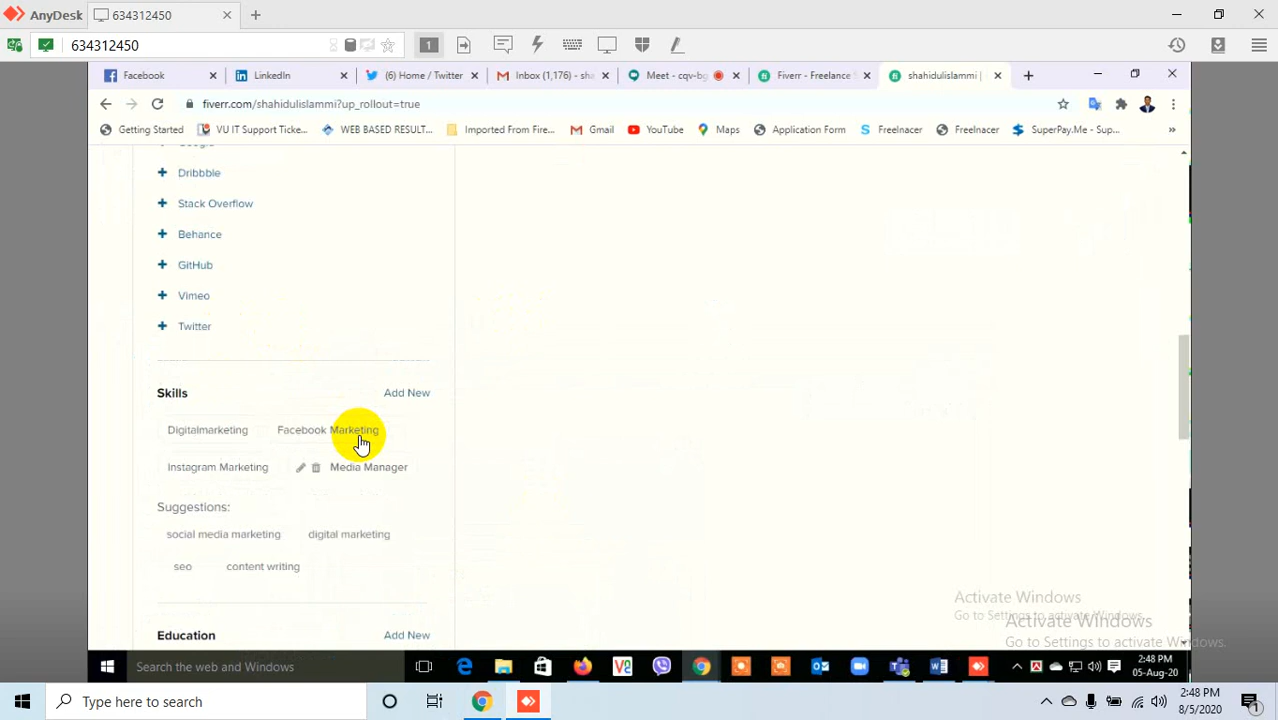 AnyDesk
634312450
634312450
1
Facebook
LinkedIn
(6) Home / Twitter
Inbox (1,176) - sha
Meet - cqv-bg
Fiverr - Freelance S
shahidulislammi |
fiverr.com/shahidulislammi?up_rollout=true
Getting Started
VU IT Support Ticke...
WEB BASED RESULT...
Imported From Fire...
Gmail
YouTube
Maps
Application Form
Freelnacer
Freelnacer
SuperPay.Me - Sup...
Google
Dribbble
Stack Overflow
Behance
GitHub
Vimeo
Twitter
Skills
Add New
Digitalmarketing
Facebook Marketing
Instagram Marketing
Media Manager
Suggestions:
social media marketing
digital marketing
seo
content writing
Education
Add New
Activate Windows
Go to Settings to activate Windows.
Activate Windows
Go to Settings to activate Windows.
Search the web and Windows
2:48 PM
05-Aug-20
Type here to search
2:48 PM
8/5/2020